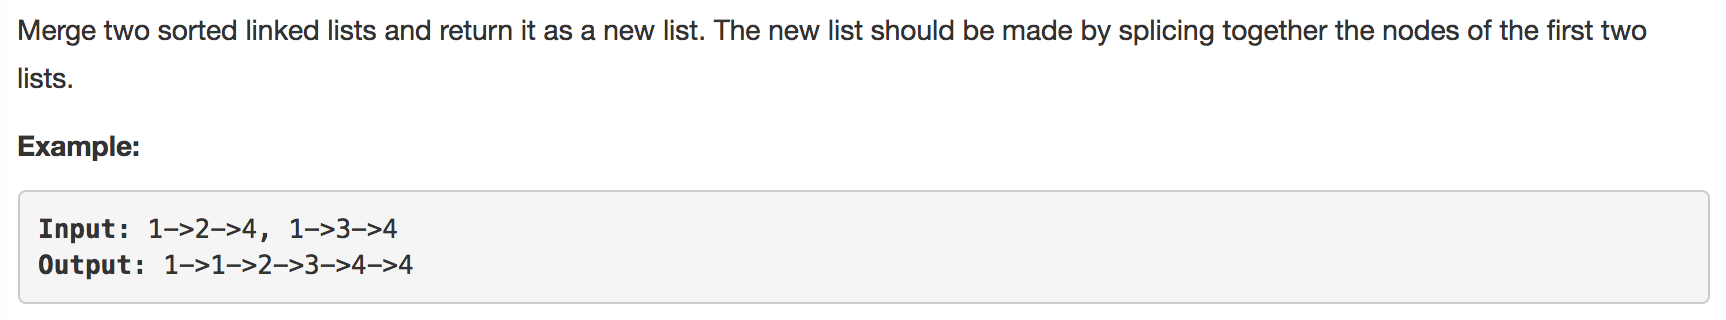 Merge two sorted linked lists and return it as a new list. The new list should be made by splicing together the nodes of the first two
lists.
Example:
Input: 1->2->4, 1->3->4
Output: 1->1->2->3->4->4